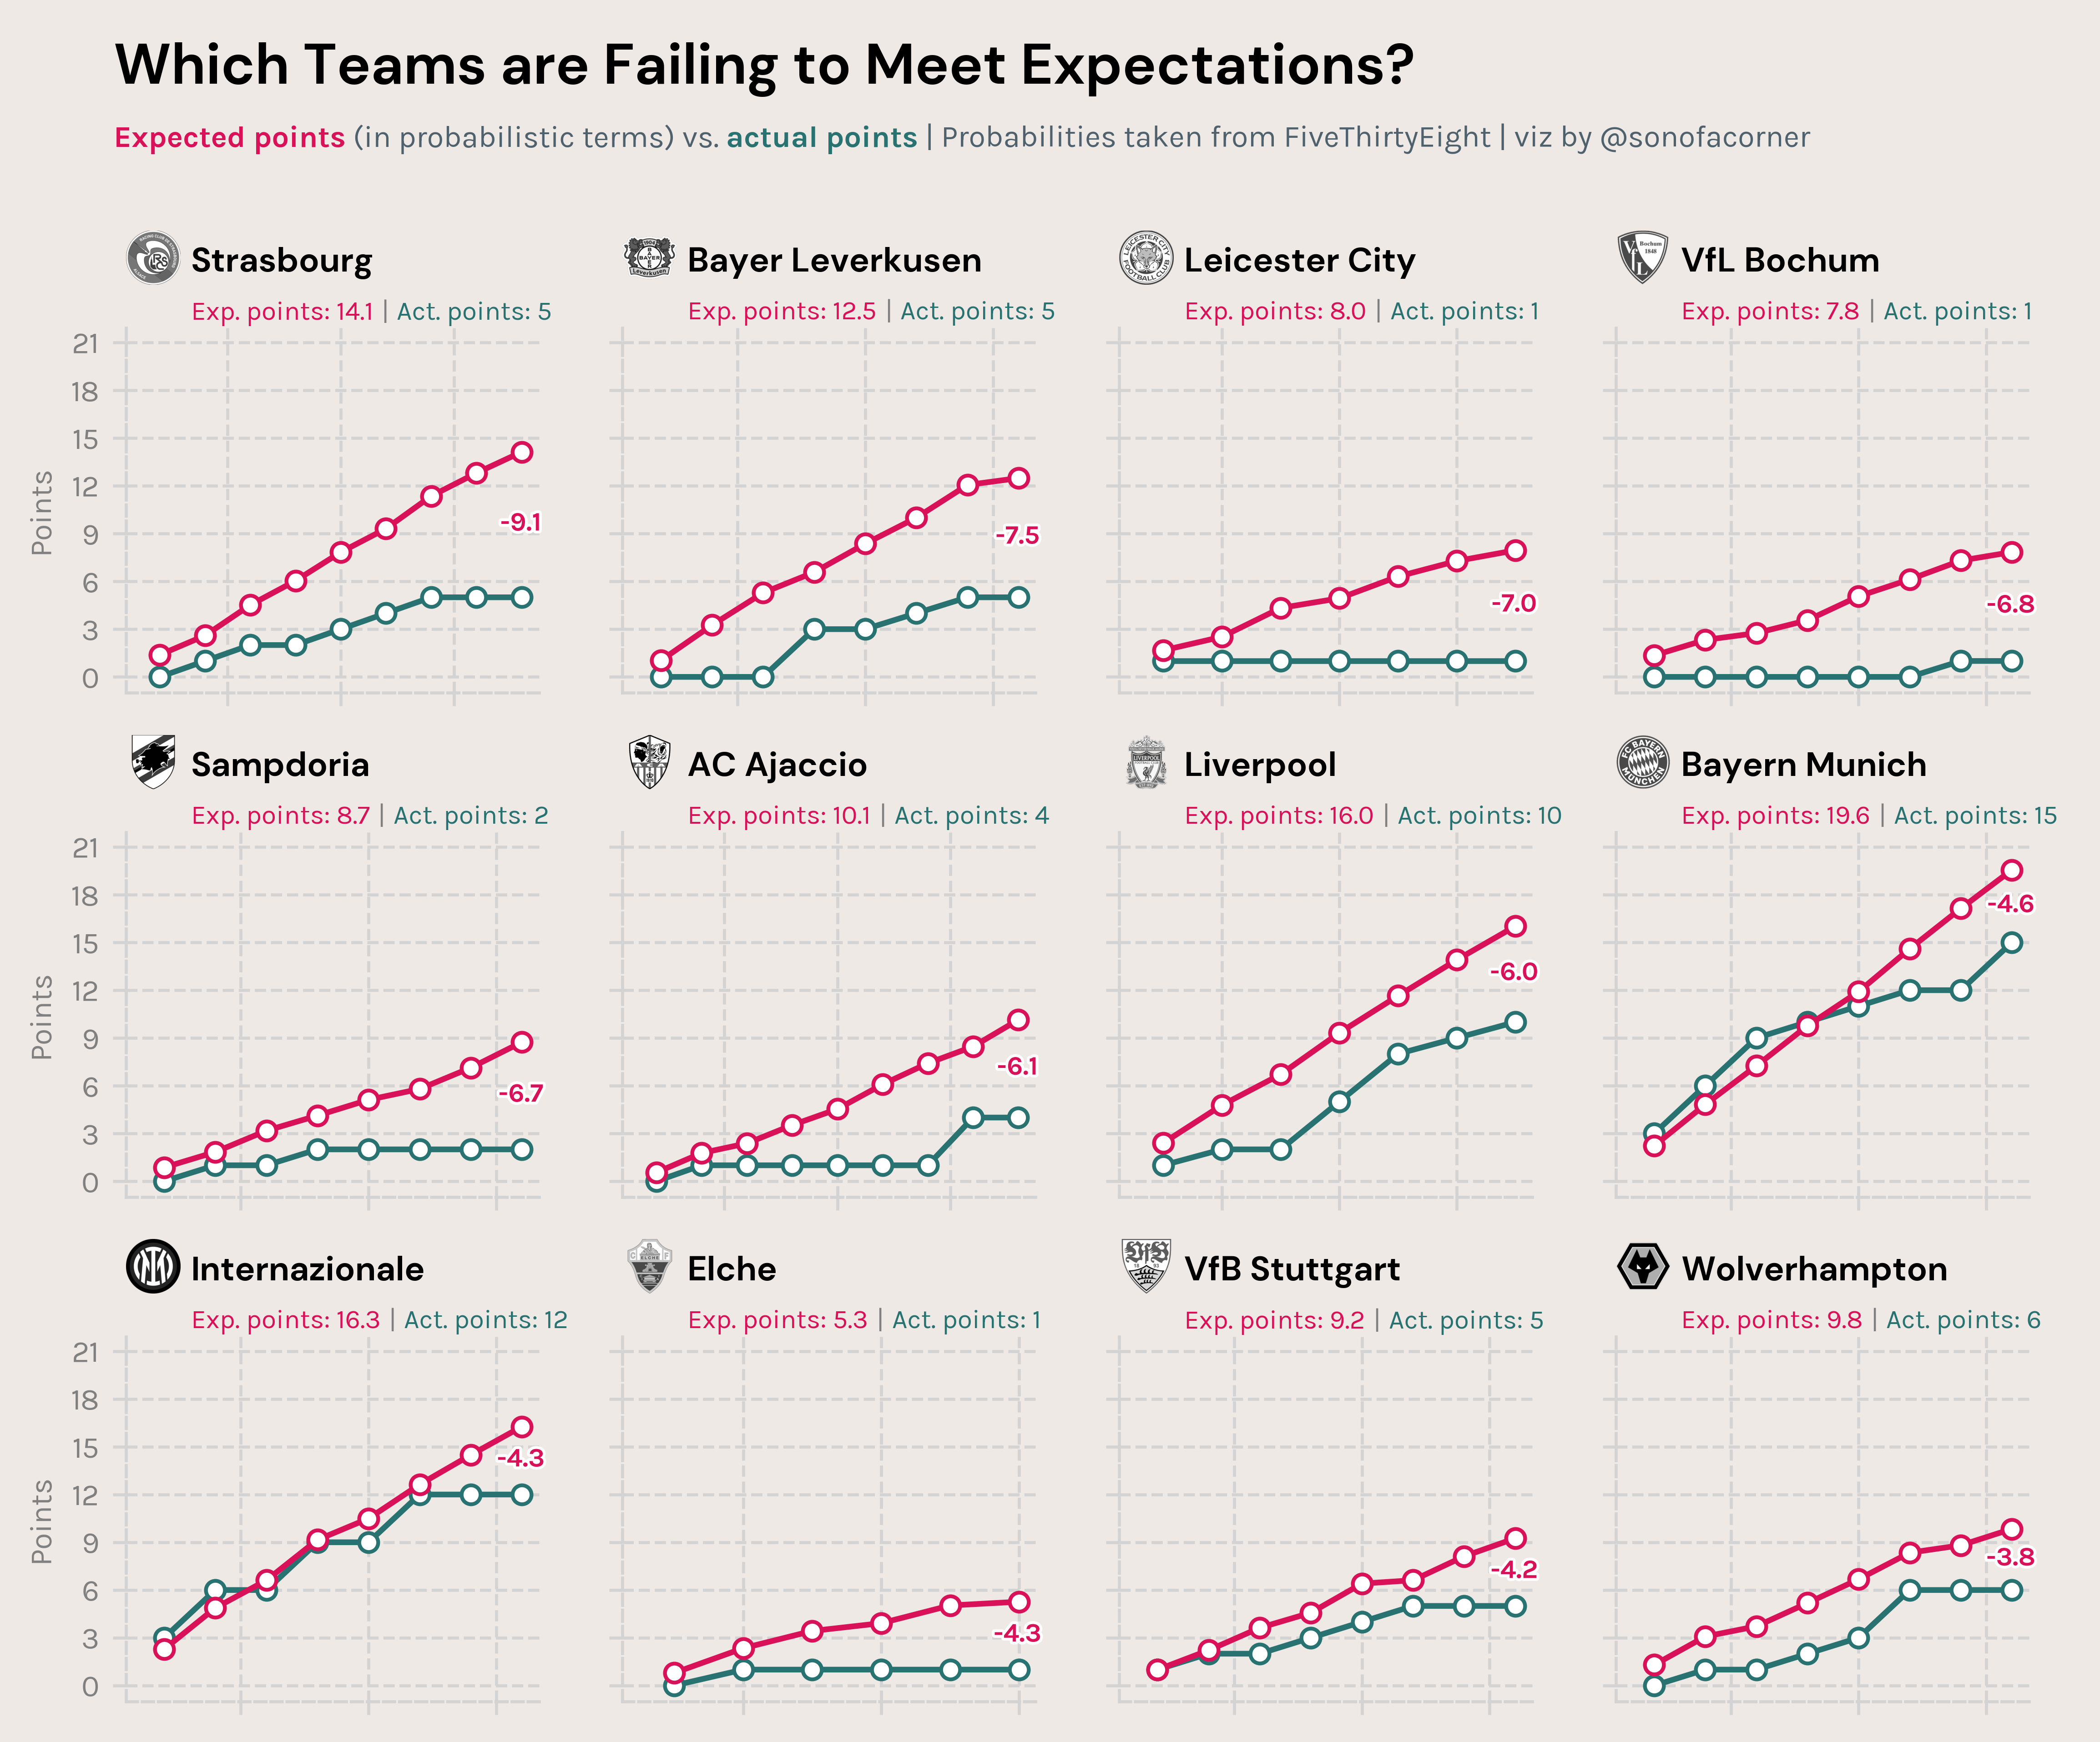 Which Teams are Failing to Meet Expectations?
Expected points (in probabilistic terms) vs. actual points | Probabilities taken from FiveThirtyEight | viz by @sonofacorner
Strasbourg
Exp. points: 14.1 | Act. points: 5
Bayer Leverkusen
Exp. points: 12.5 | Act. points: 5
Leicester City
Exp. points: 8.0 | Act. points: 1
VfL Bochum
Exp. points: 7.8 | Act. points: 1
Points
21
18
15
12
9
6
3
0
-9.1
-7.5
-7.0
-6.8
Sampdoria
Exp. points: 8.7 | Act. points: 2
AC Ajaccio
Exp. points: 10.1 | Act. points: 4
Liverpool
Exp. points: 16.0 | Act. points: 10
Bayern Munich
Exp. points: 19.6 | Act. points: 15
Points
21
18
15
12
9
6
3
0
-6.7
-6.1
-6.0
-4.6
Internazionale
Exp. points: 16.3 | Act. points: 12
Elche
Exp. points: 5.3 | Act. points: 1
VfB Stuttgart
Exp. points: 9.2 | Act. points: 5
Wolverhampton
Exp. points: 9.8 | Act. points: 6
Points
21
18
15
12
9
6
3
0
-4.3
-4.3
-4.2
-3.8